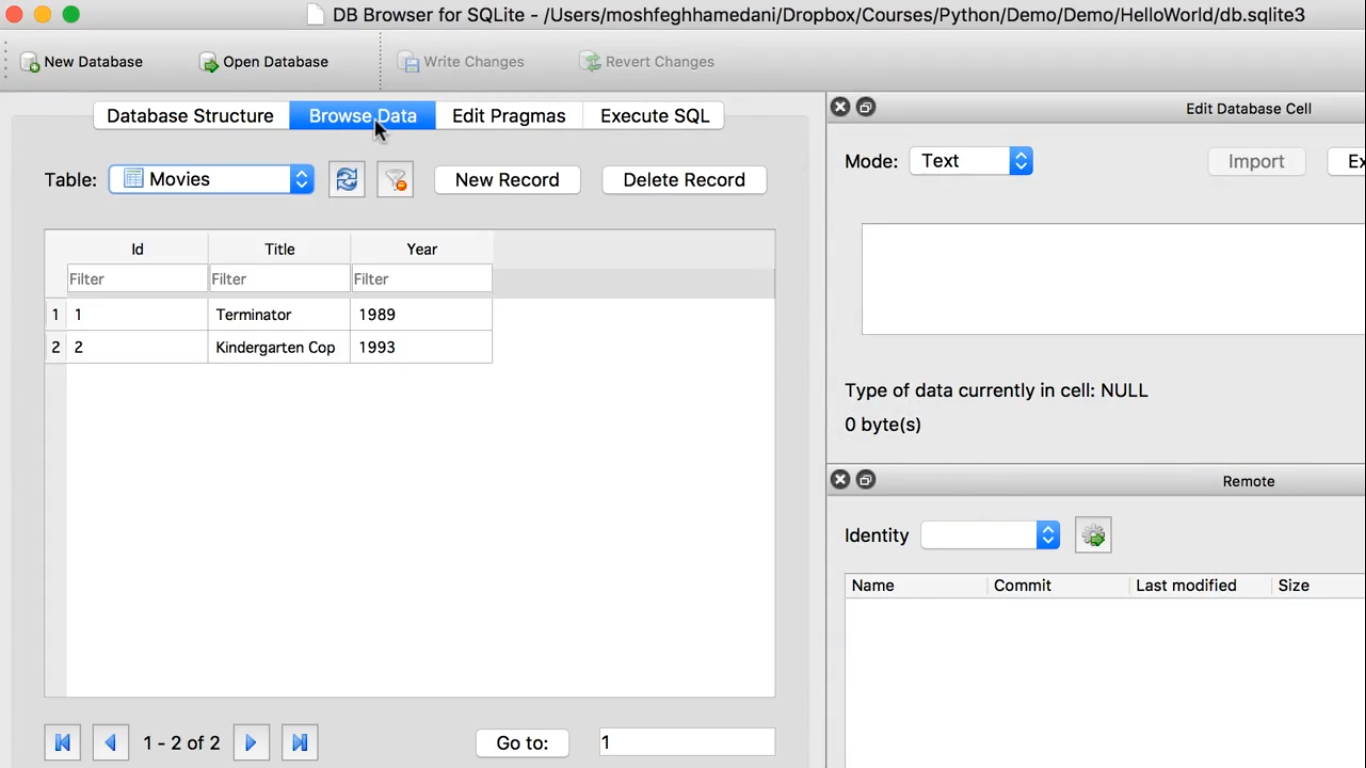 DB Browser for SQLite - /Users/moshfeghhamedani/Dropbox/Courses/Python/Demo/Demo/HelloWorld/db.sqlite3
New Database Open Database Write Changes Revert Changes
Database Structure Browse Data Edit Pragmas Execute SQL
Table: Movies New Record Delete Record
Id Title Year
Filter Filter Filter
1 1 Terminator 1989
2 2 Kindergarten Cop 1993
1 - 2 of 2 Go to: 1
Edit Database Cell
Mode: Text Import Ex
Type of data currently in cell: NULL
0 byte(s)
Remote
Identity
Name Commit Last modified Size